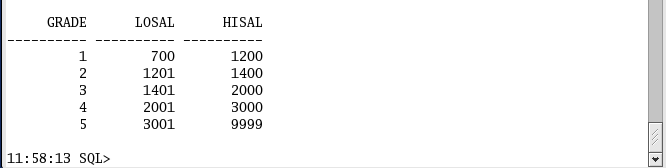 GRADE      LOSAL      HISAL
---------- ---------- ----------
         1        700       1200
         2       1201       1400
         3       1401       2000
         4       2001       3000
         5       3001       9999
11:58:13 SQL>